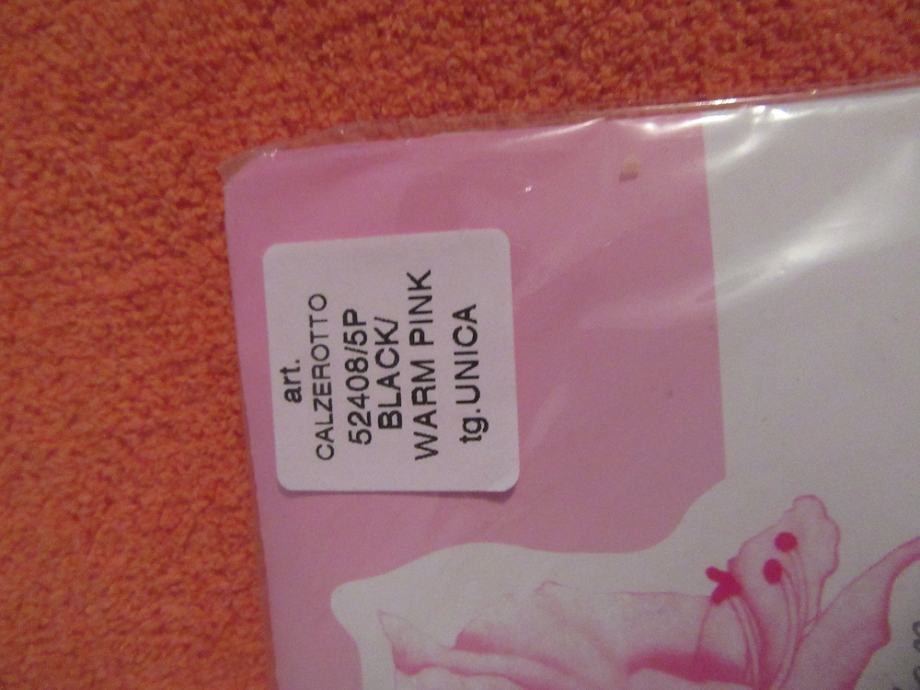 art.
CALZEROTTO
52408/5P
BLACK/
WARM PINK
tg.UNICA